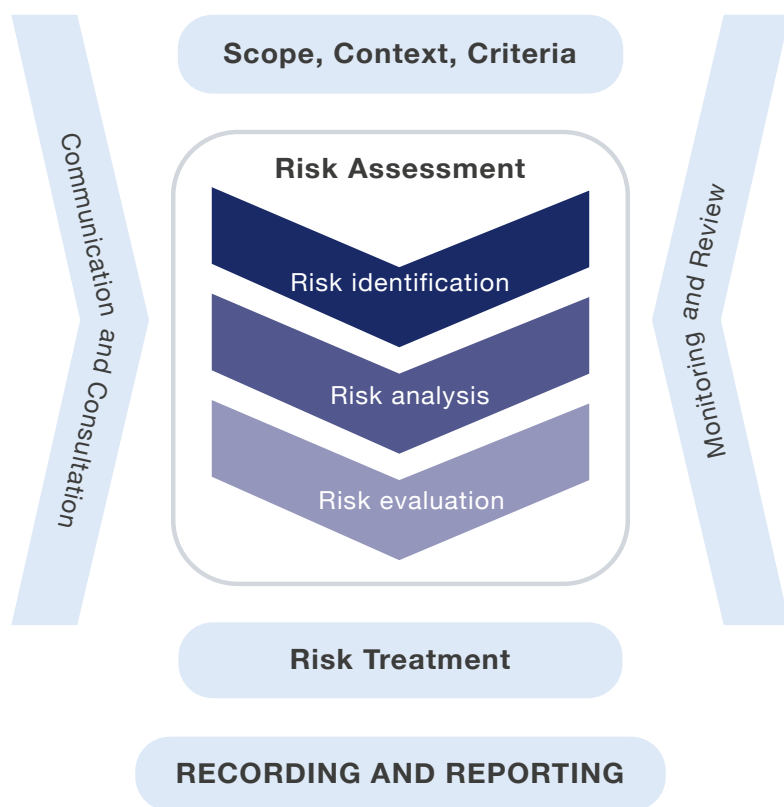 Scope, Context, Criteria
Communication and Consultation
Risk Assessment
Risk identification
Risk analysis
Risk evaluation
Monitoring and Review
Risk Treatment
RECORDING AND REPORTING